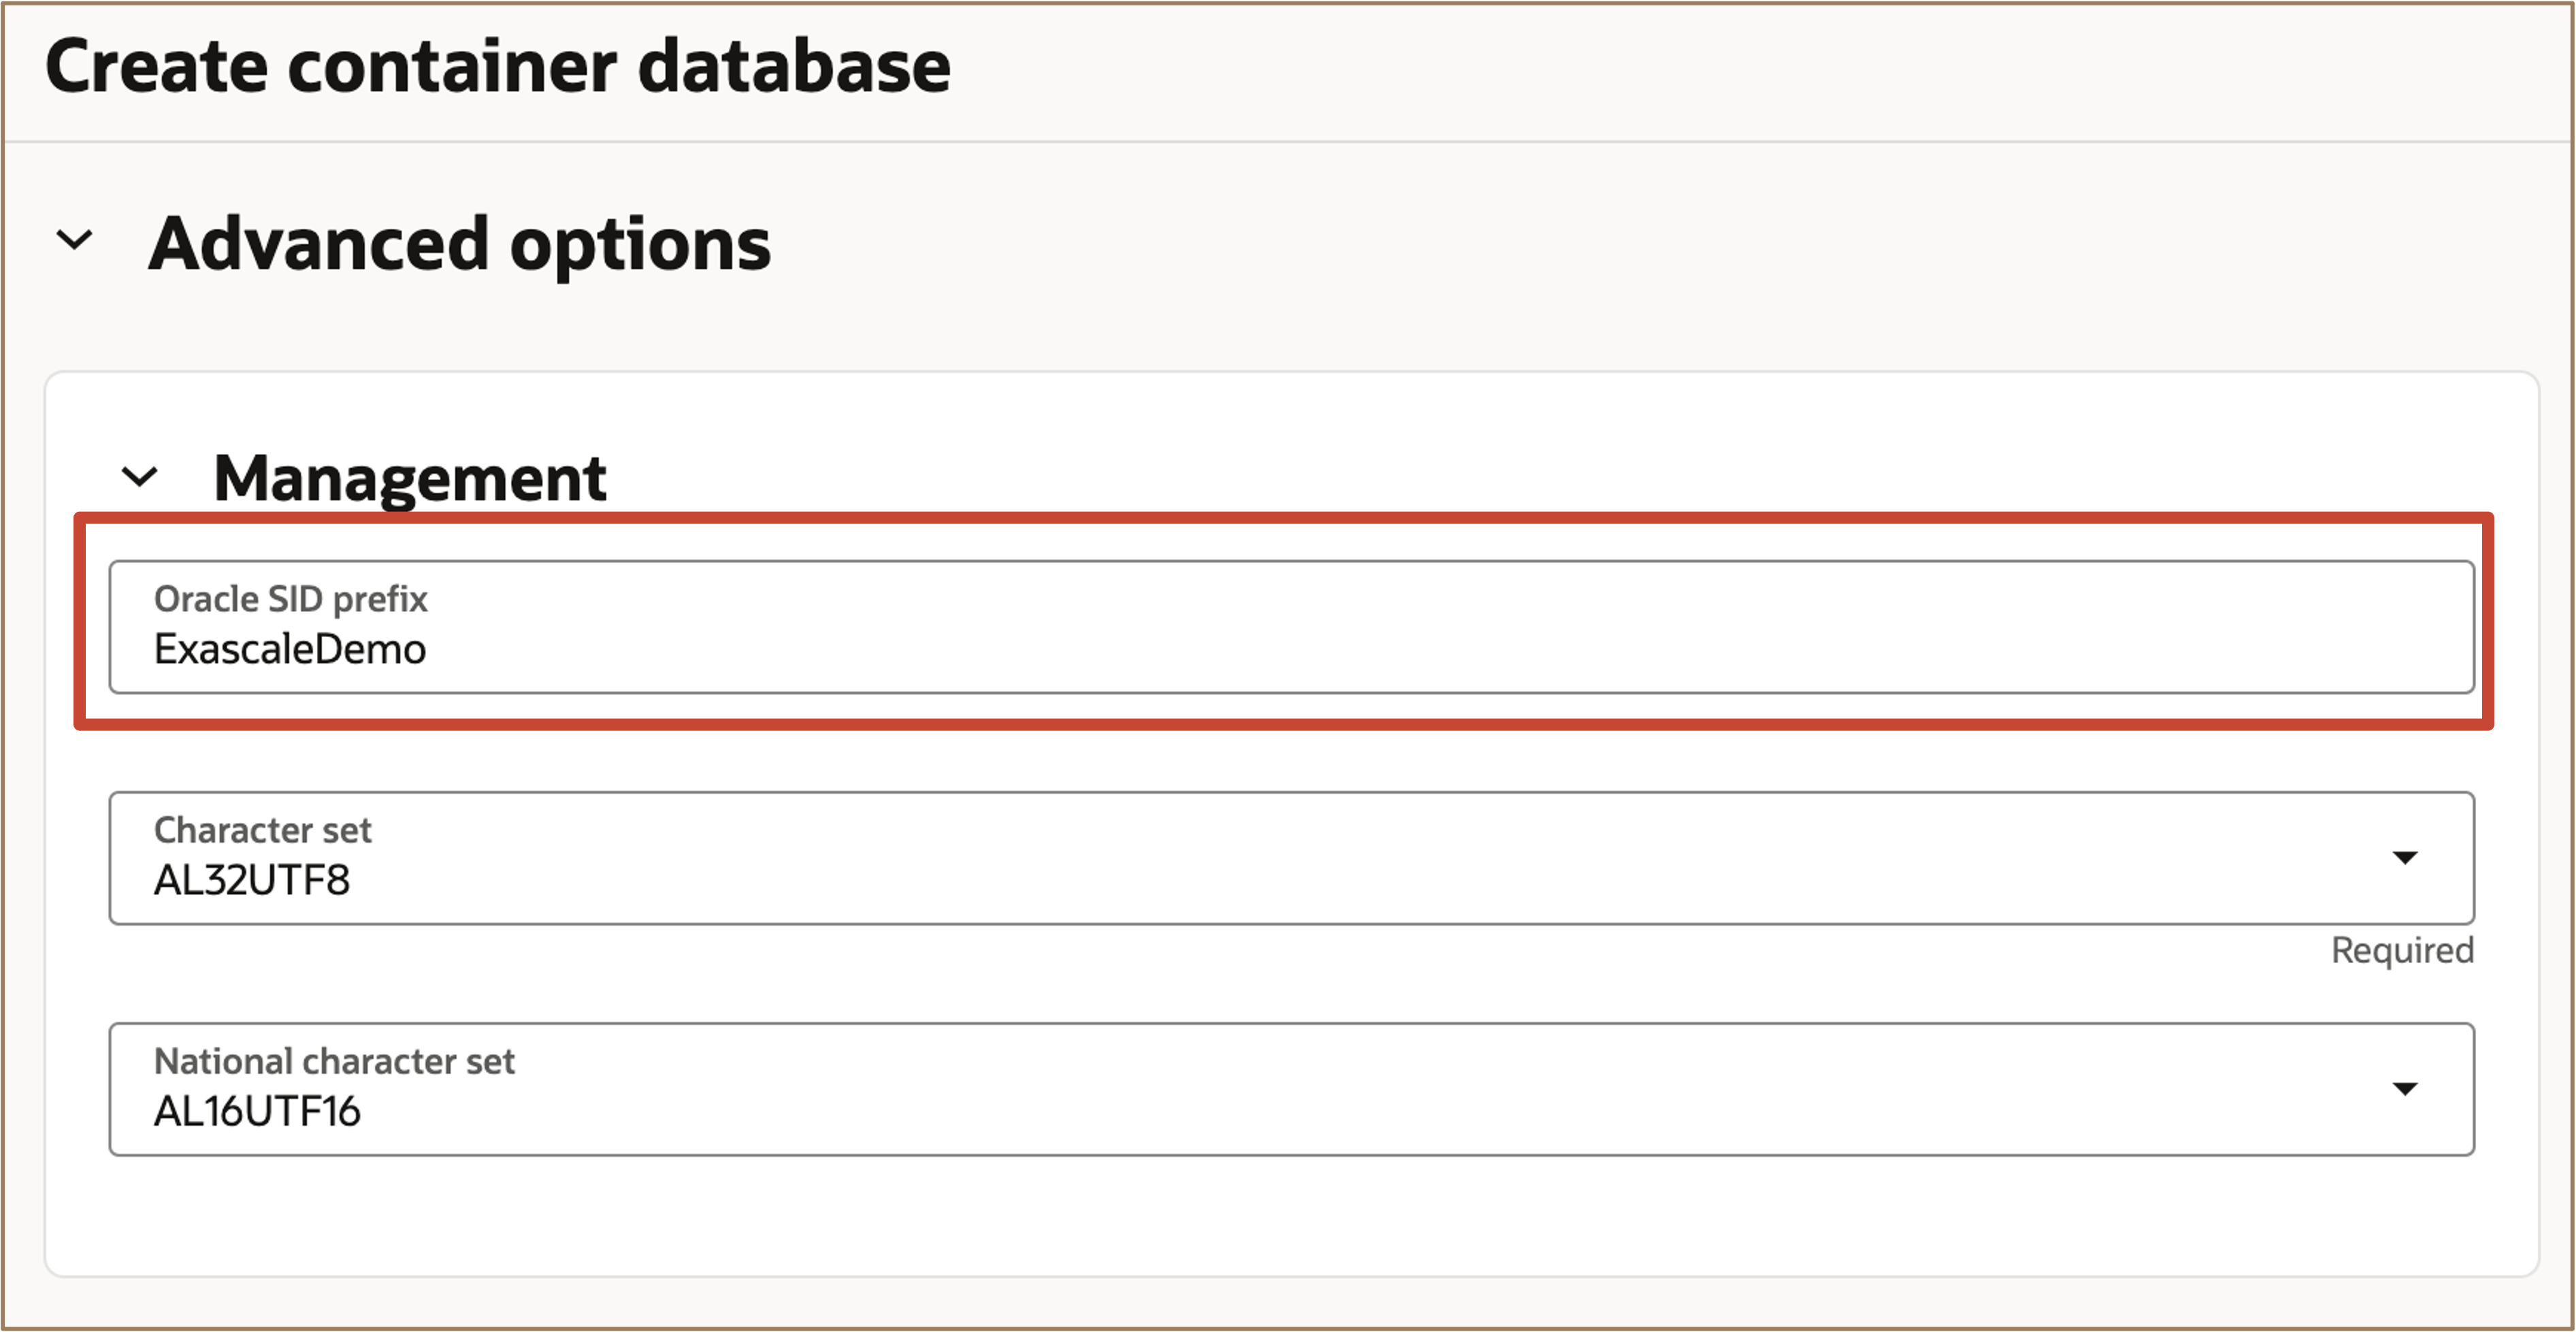 Create container database
Advanced options
Management
Oracle SID prefix
ExascaleDemo
Character set
AL32UTF8
Required
National character set
AL16UTF16